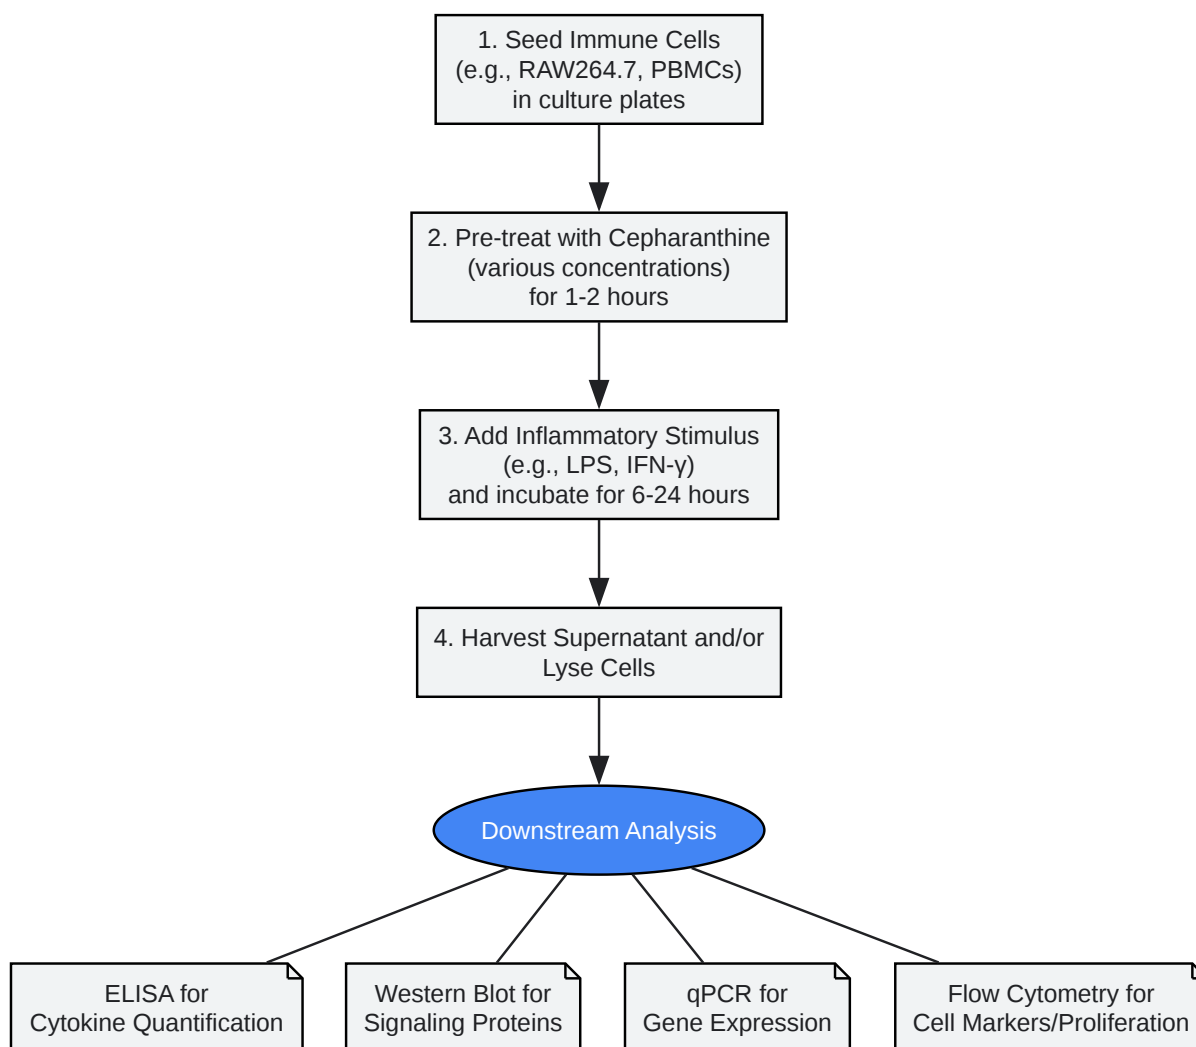 1. Seed Immune Cells
(e.g., RAW264.7, PBMCs)
in culture plates
2. Pre-treat with Cepharanthine
(various concentrations)
for 1-2 hours
3. Add Inflammatory Stimulus
(e.g., LPS, IFN-γ)
and incubate for 6-24 hours
4. Harvest Supernatant and/or
Lyse Cells
Downstream Analysis
ELISA for
Cytokine Quantification
Western Blot for
Signaling Proteins
qPCR for
Gene Expression
Flow Cytometry for
Cell Markers/Proliferation